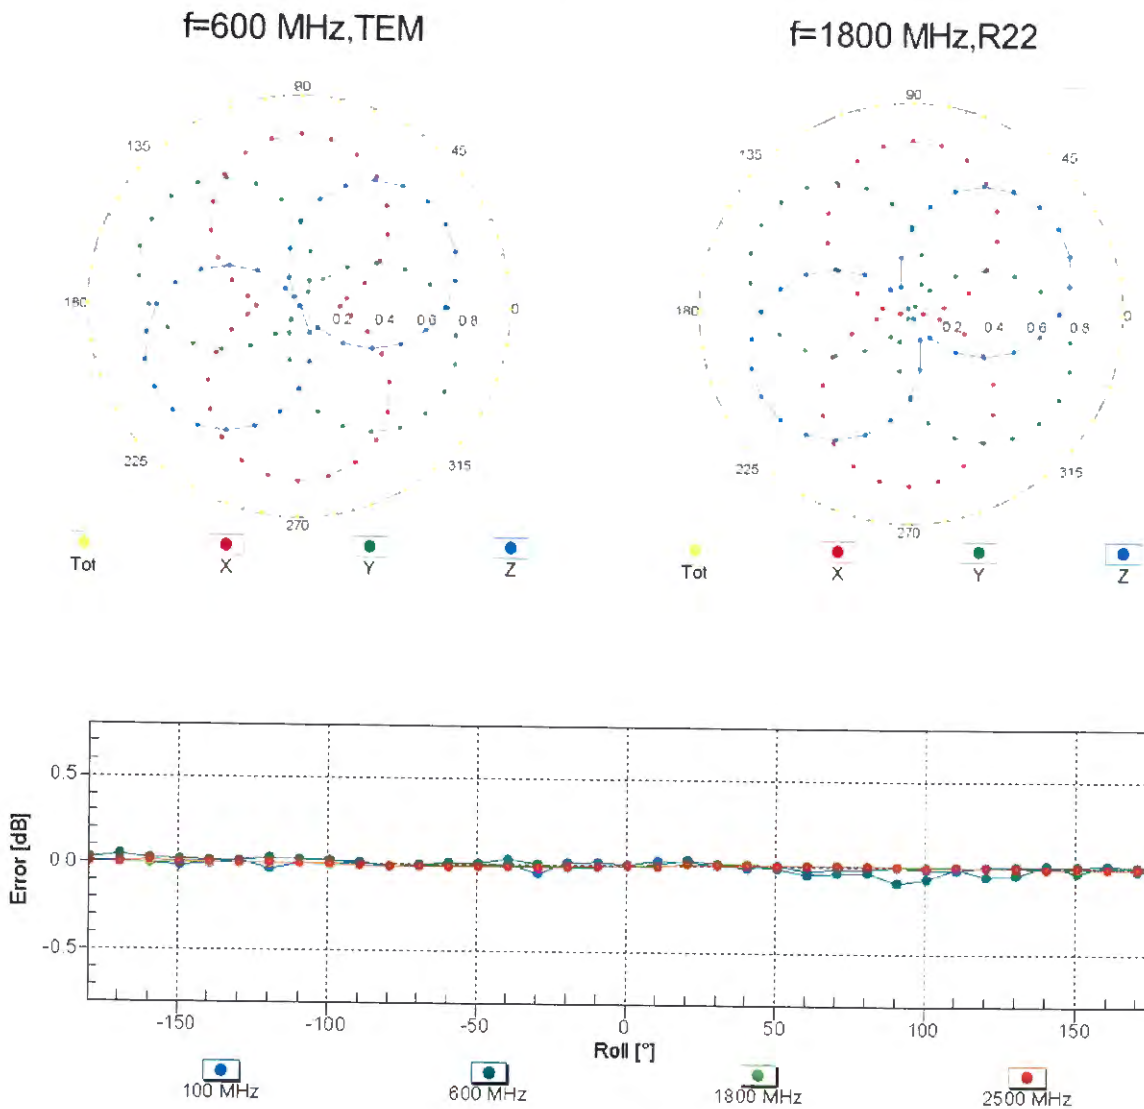 f=600 MHz,TEM
f=1800 MHz,R22
90
135
45
180
0
0.2 0.4 0.6 0.8
225
315
270
Tot X Y Z
90
135
45
180
0
0.2 0.4 0.6 0.8
225
315
270
Tot X Y Z
0.5
0.0
-0.5
Error [dB]
-150 -100 -50 0 50 100 150
Roll [°]
100 MHz 600 MHz 1800 MHz 2500 MHz